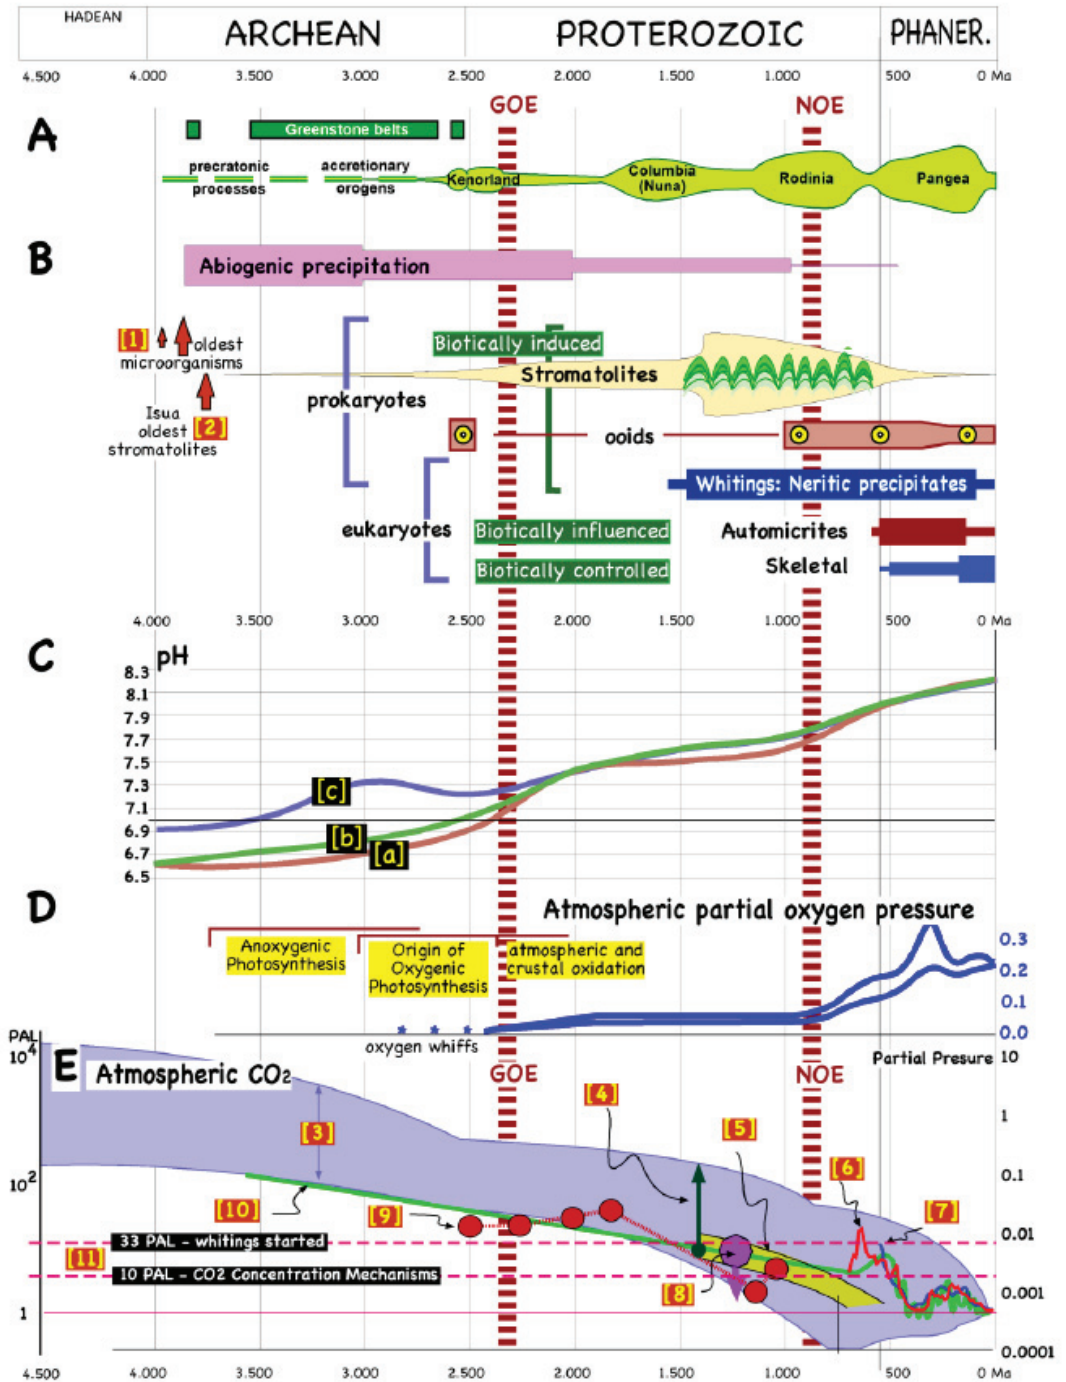 HADEAN
ARCHEAN
PROTEROZOIC
PHANER.
4.500 4.000 3.500 3.000 2.500 2.000 1.500 1.000 500 0 Ma
GOE NOE
A
Greenstone belts
precratonic
processes
accretionary
orogens
Kenorland
Columbia
(Nuna)
Rodinia
Pangea
B
Abiogenic precipitation
[1]
oldest
microorganisms
Isua
oldest [2]
stromatolites
prokaryotes
eukaryotes
Biotically induced
Stromatolites
ooids
Whitings: Neritic precipitates
Biotically influenced
Automicrites
Biotically controlled
Skeletal
4.000 3.500 3.000 2.500 2.000 1.500 1.000 500 0 Ma
C
pH
8.3
8.1
7.9
7.7
7.5
7.3
7.1
6.9
6.7
6.5
[c]
[b]
[a]
D
Atmospheric partial oxygen pressure
Anoxygenic
Photosynthesis
Origin of
Oxygenic
Photosynthesis
atmospheric and
crustal oxidation
oxygen whiffs
0.3
0.2
0.1
0.0
PAL
10⁴
10²
1
E
Atmospheric CO₂
GOE NOE
Partial Presure
10
1
0.1
0.01
0.001
0.0001
[3]
[4]
[5]
[6]
[7]
[8]
[9]
[10]
[11]
33 PAL - whitings started
10 PAL - CO2 Concentration Mechanisms
4.500 4.000 3.500 3.000 2.500 2.000 1.500 1.000 500 0 Ma